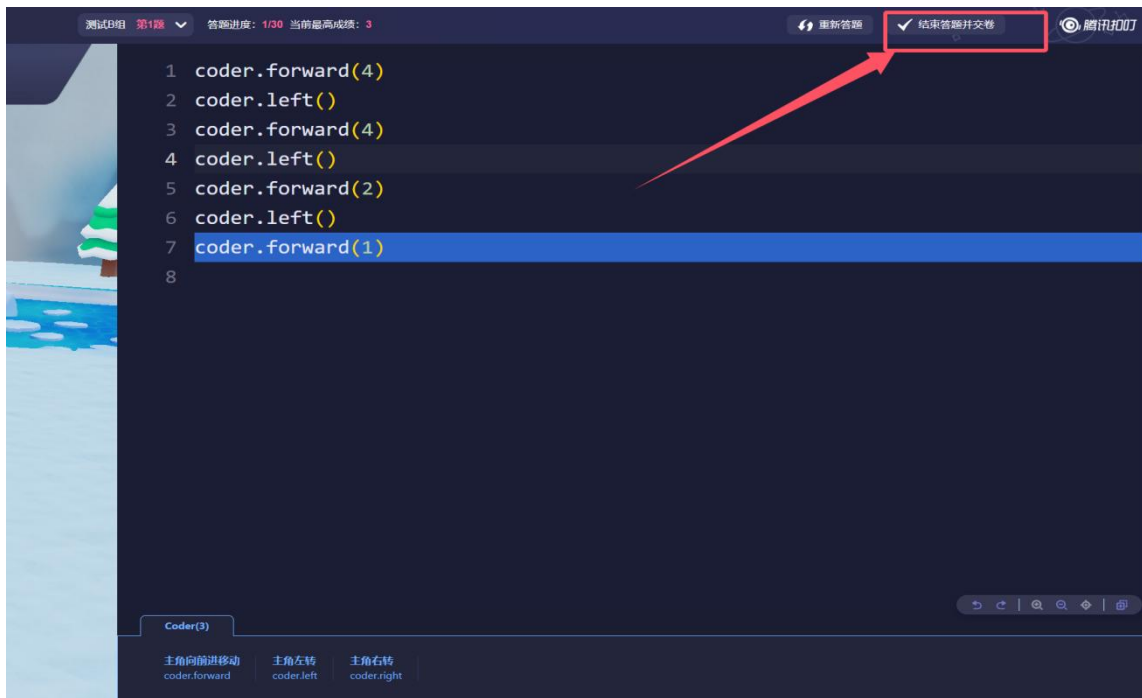 测试B组 第1题 答题进度：1/30 当前最高成绩：3 重新答题 结束答题并交卷 腾讯扣叮
1 coder.forward(4)
2 coder.left()
3 coder.forward(4)
4 coder.left()
5 coder.forward(2)
6 coder.left()
7 coder.forward(1)
8
Coder(3)
主角向前进移动 主角左转 主角右转
coder.forward coder.left coder.right